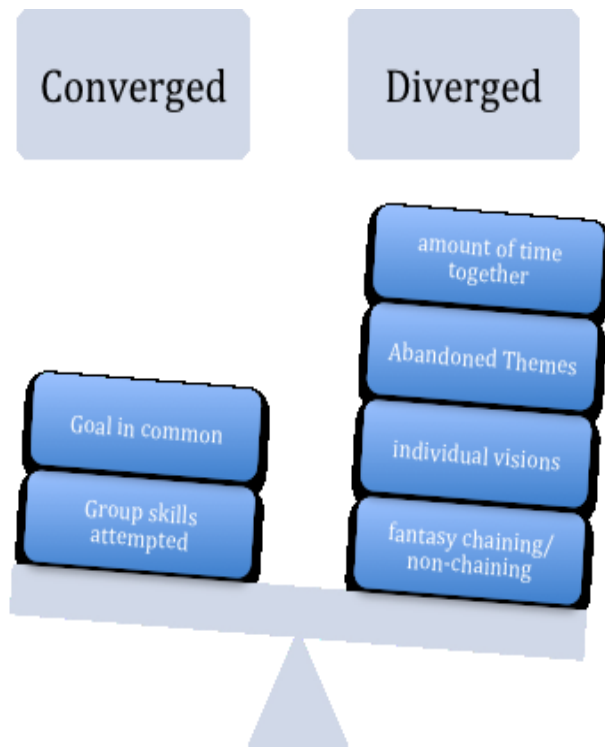 Converged
Diverged
amount of time
together
Abandoned Themes
individual visions
fantasy chaining/
non-chaining
Goal in common
Group skills
attempted